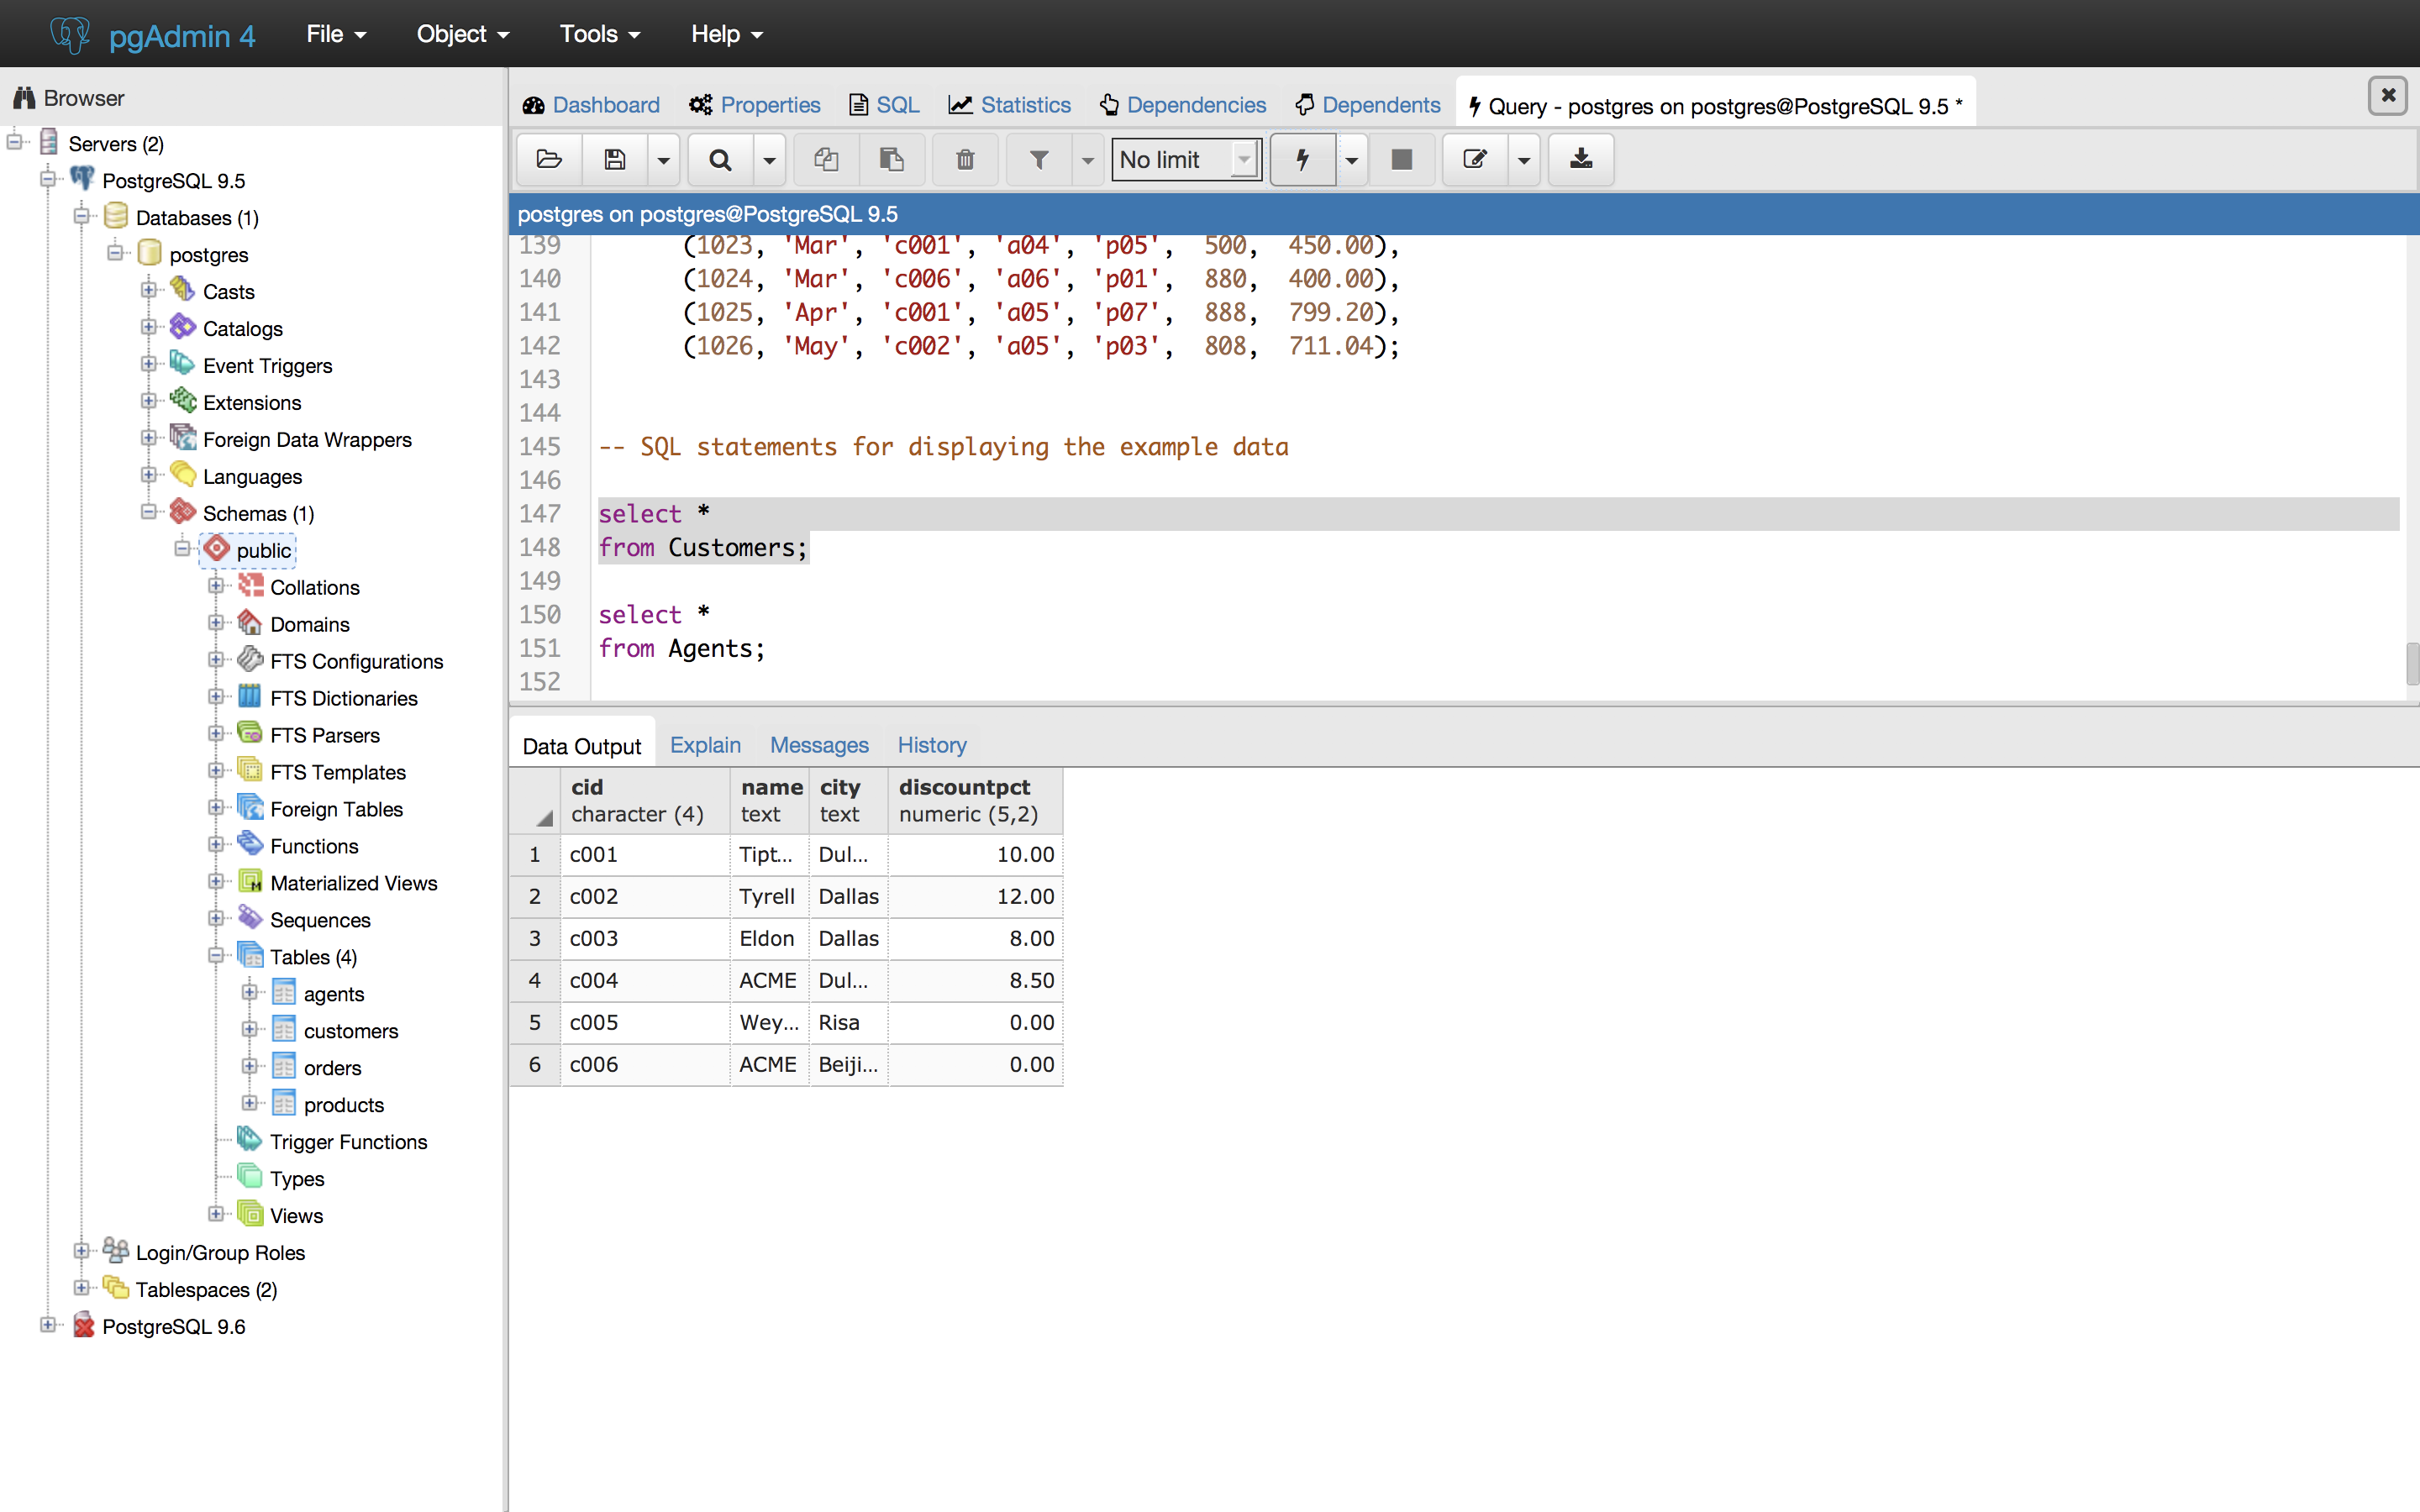 pgAdmin 4 File Object Tools Help
Browser
Servers (2)
PostgreSQL 9.5
Databases (1)
postgres
Casts
Catalogs
Event Triggers
Extensions
Foreign Data Wrappers
Languages
Schemas (1)
public
Collations
Domains
FTS Configurations
FTS Dictionaries
FTS Parsers
FTS Templates
Foreign Tables
Functions
Materialized Views
Sequences
Tables (4)
agents
customers
orders
products
Trigger Functions
Types
Views
Login/Group Roles
Tablespaces (2)
PostgreSQL 9.6
Dashboard Properties SQL Statistics Dependencies Dependents Query - postgres on postgres@PostgreSQL 9.5 *
No limit
postgres on postgres@PostgreSQL 9.5
139 (1023, 'Mar', 'c001', 'a04', 'p05', 500, 450.00),
140 (1024, 'Mar', 'c006', 'a06', 'p01', 880, 400.00),
141 (1025, 'Apr', 'c001', 'a05', 'p07', 888, 799.20),
142 (1026, 'May', 'c002', 'a05', 'p03', 808, 711.04);
143
144
145 -- SQL statements for displaying the example data
146
147 select *
148 from Customers;
149
150 select *
151 from Agents;
152
Data Output Explain Messages History
cid name city discountpct
character (4) text text numeric (5,2)
1 c001 Tipt... Dul... 10.00
2 c002 Tyrell Dallas 12.00
3 c003 Eldon Dallas 8.00
4 c004 ACME Dul... 8.50
5 c005 Wey... Risa 0.00
6 c006 ACME Beiji... 0.00